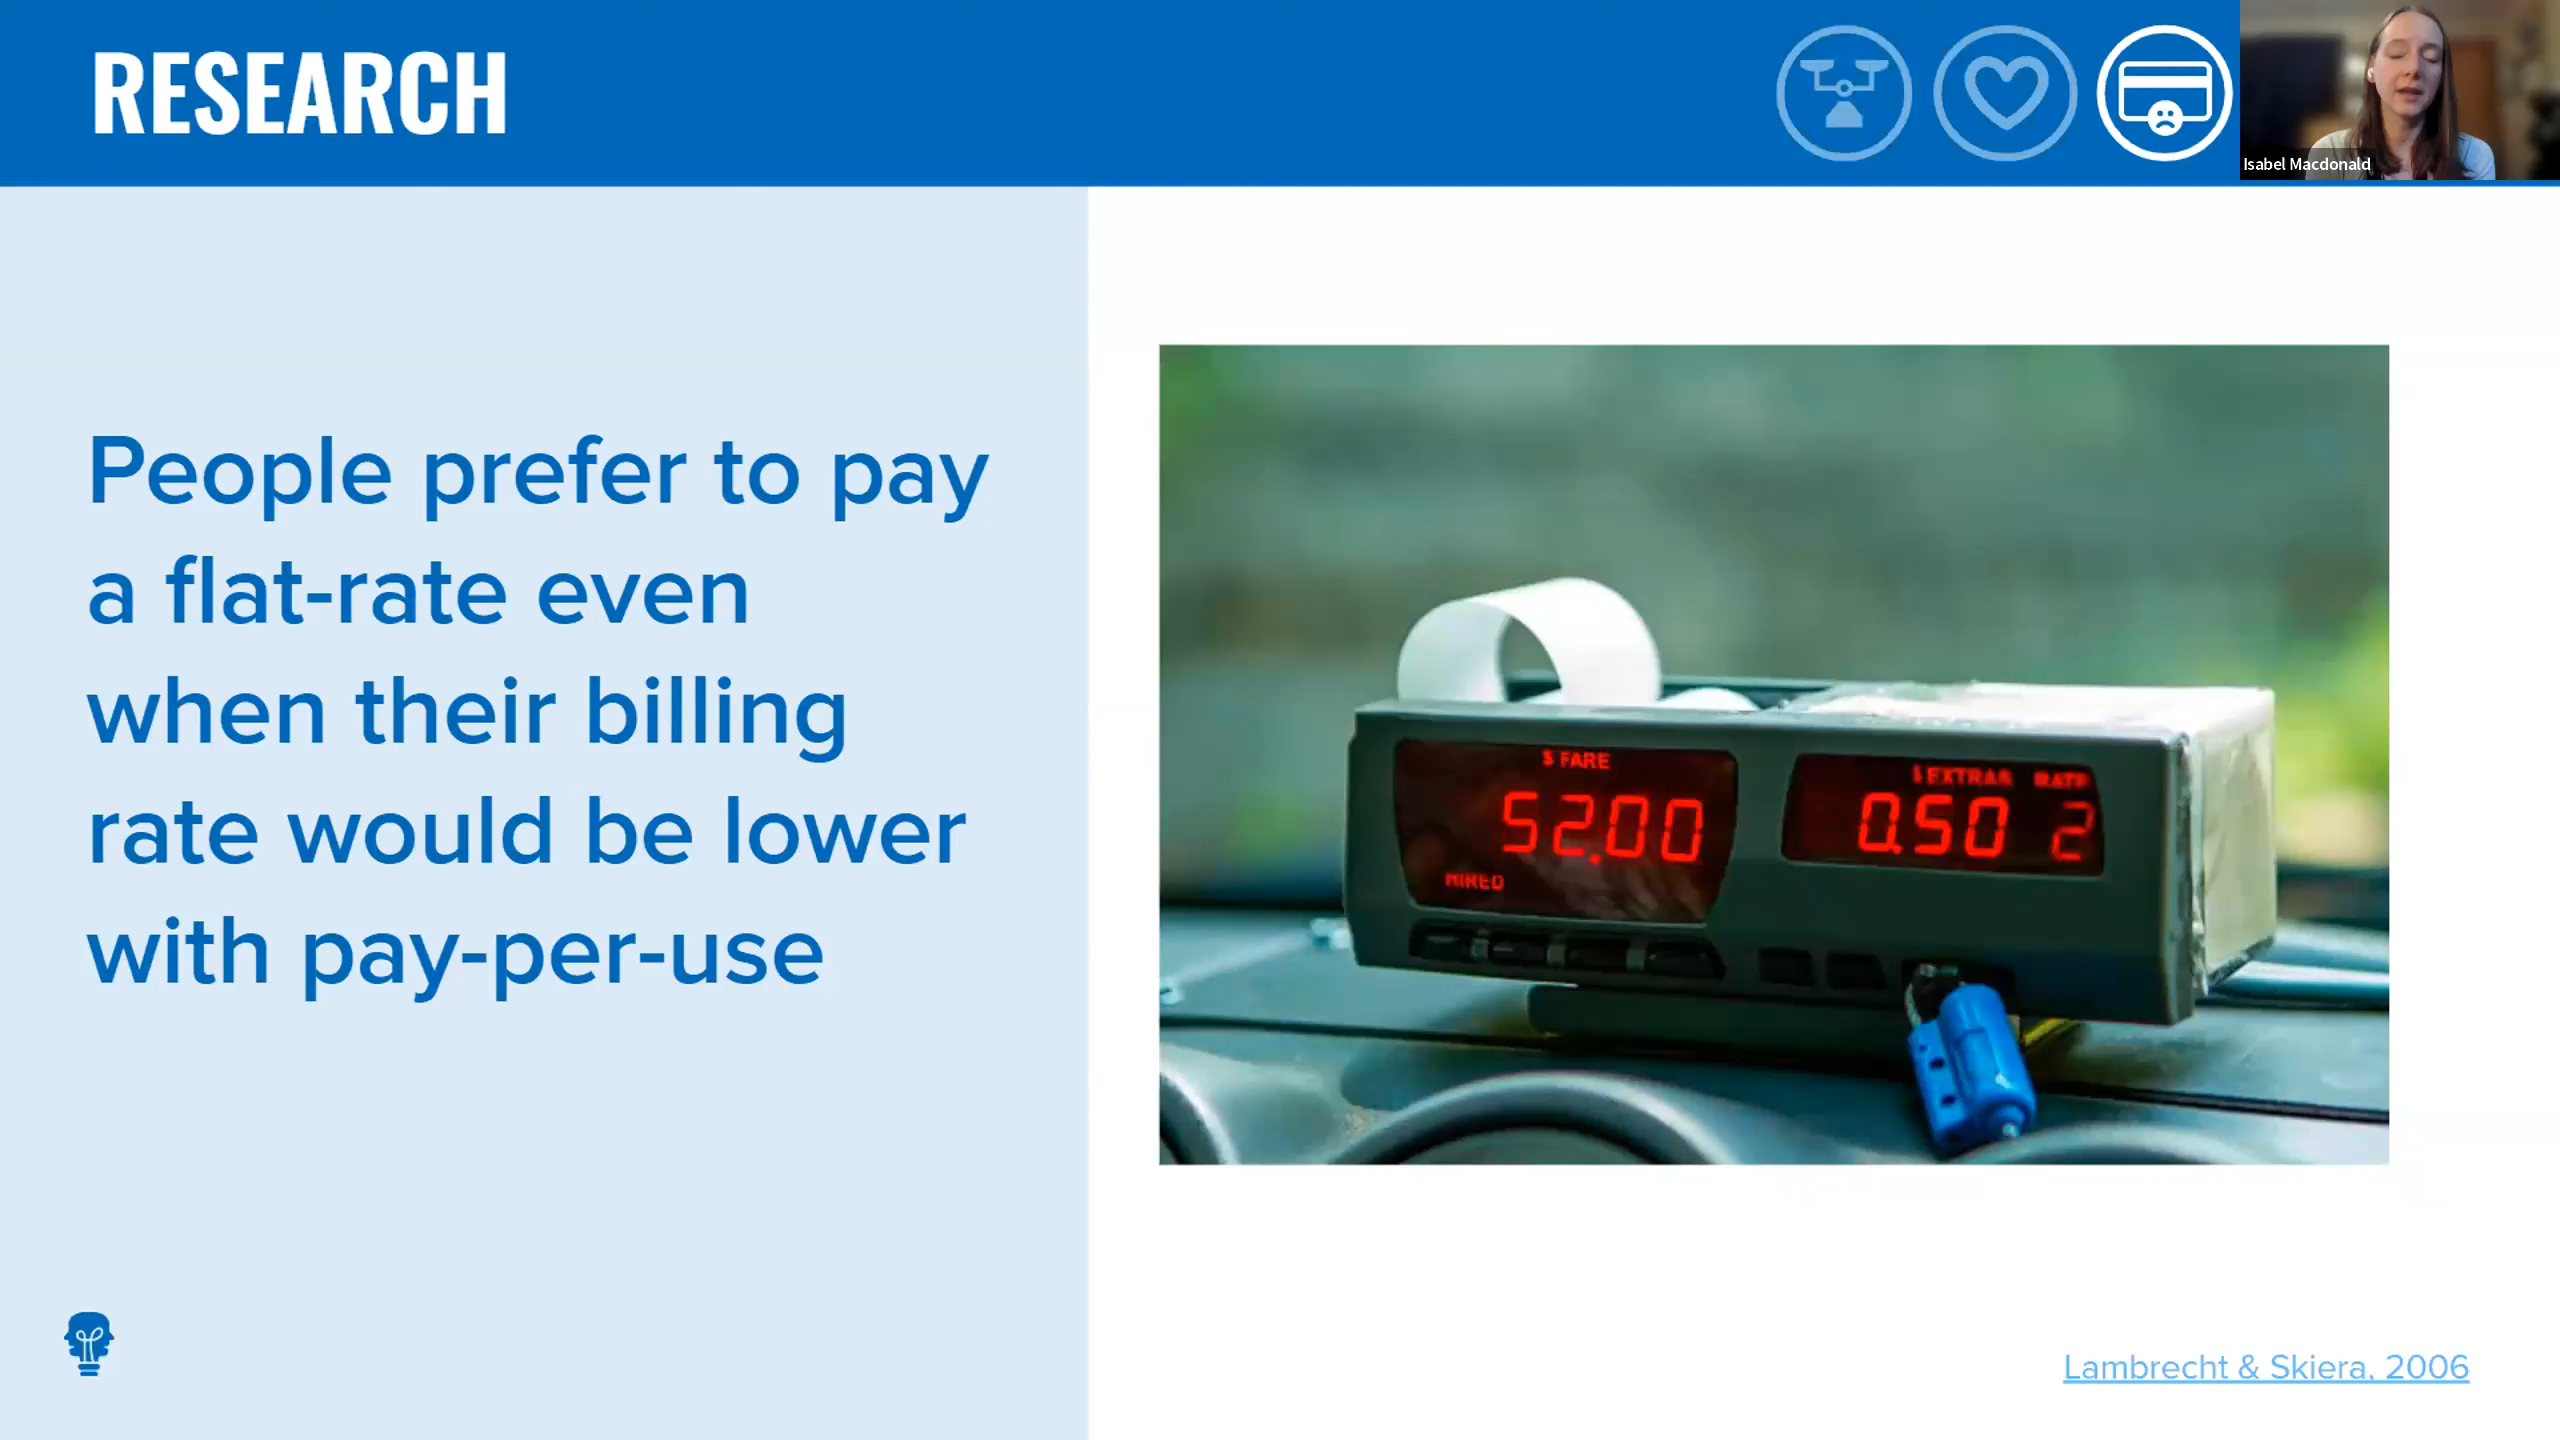 RESEARCH
Isabel Macdonald
People prefer to pay
a flat-rate even
when their billing
rate would be lower
with pay-per-use
$ FARE
52.00
HIRED
$ EXTRAS RATE
0.50 2
Lambrecht & Skiera, 2006